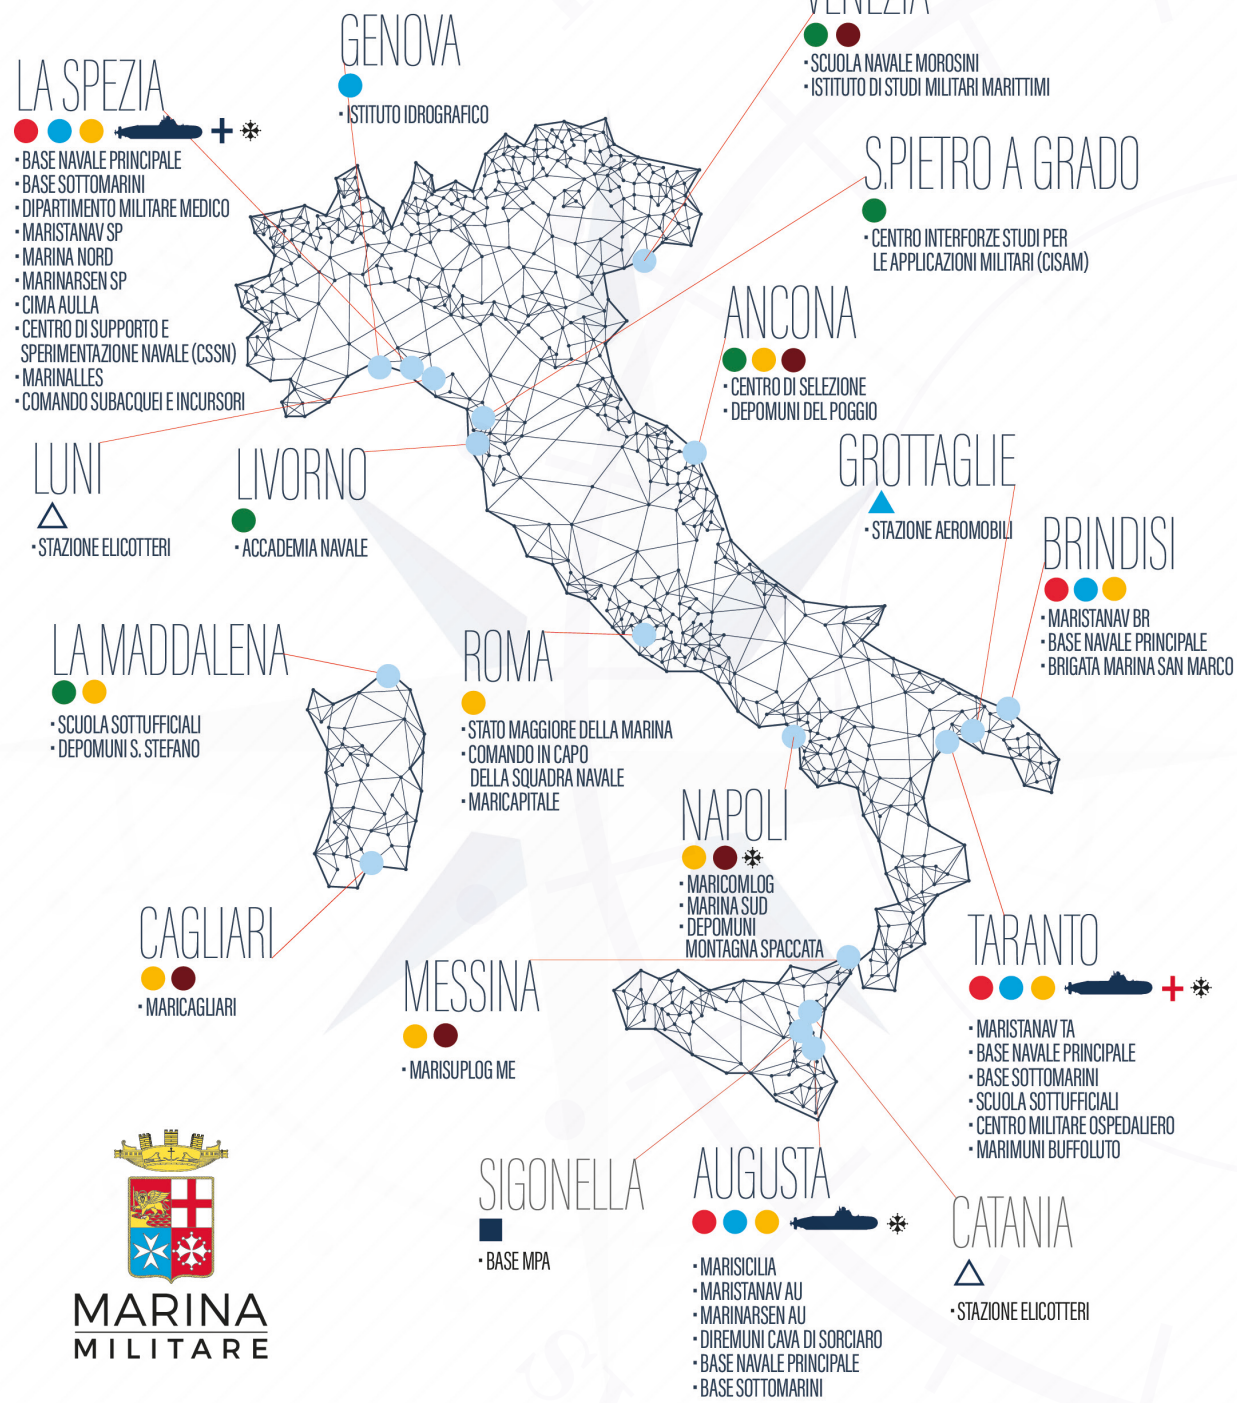 VENEZIA
• SCUOLA NAVALE MOROSINI
• ISTITUTO DI STUDI MILITARI MARITTIMI
GENOVA
• ISTITUTO IDROGRAFICO
LA SPEZIA
• BASE NAVALE PRINCIPALE
• BASE SOTTOMARINI
• DIPARTIMENTO MILITARE MEDICO
• MARISTANAV SP
• MARINA NORD
• MARINARSEN SP
• CIMA AULLA
• CENTRO DI SUPPORTO E
SPERIMENTAZIONE NAVALE (CSSN)
• MARINALLES
• COMANDO SUBACQUEI E INCURSORI
S.PIETRO A GRADO
• CENTRO INTERFORZE STUDI PER
LE APPLICAZIONI MILITARI (CISAM)
ANCONA
• CENTRO DI SELEZIONE
• DEPOMUNI DEL POGGIO
LUNI
• STAZIONE ELICOTTERI
LIVORNO
• ACCADEMIA NAVALE
GROTTAGLIE
• STAZIONE AEROMOBILI
BRINDISI
• MARISTANAV BR
• BASE NAVALE PRINCIPALE
• BRIGATA MARINA SAN MARCO
LA MADDALENA
• SCUOLA SOTTUFFICIALI
• DEPOMUNI S. STEFANO
ROMA
• STATO MAGGIORE DELLA MARINA
• COMANDO IN CAPO
DELLA SQUADRA NAVALE
• MARICAPITALE
NAPOLI
• MARICOMLOG
• MARINA SUD
• DEPOMUNI
MONTAGNA SPACCATA
CAGLIARI
• MARICAGLIARI
MESSINA
• MARISUPLOG ME
TARANTO
• MARISTANAV TA
• BASE NAVALE PRINCIPALE
• BASE SOTTOMARINI
• SCUOLA SOTTUFFICIALI
• CENTRO MILITARE OSPEDALIERO
• MARIMUNI BUFFOLUTO
SIGONELLA
• BASE MPA
AUGUSTA
• MARISICILIA
• MARISTANAV AU
• MARINARSEN AU
• DIREMUNI CAVA DI SORCIARO
• BASE NAVALE PRINCIPALE
• BASE SOTTOMARINI
CATANIA
• STAZIONE ELICOTTERI
MARINA
MILITARE